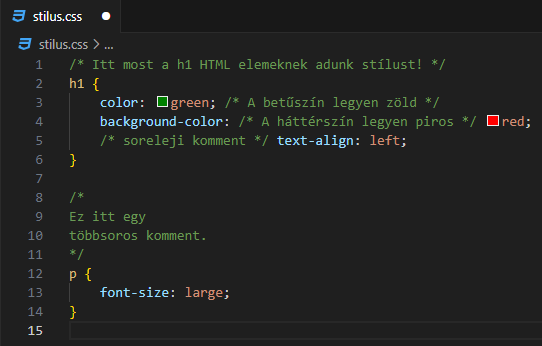 stilus.css
stilus.css > ...
1 /* Itt most a h1 HTML elemeknek adunk stílust! */
2 h1 {
3     color: green; /* A betűszín legyen zöld */
4     background-color: /* A háttérszín legyen piros */ red;
5     /* soreleji komment */ text-align: left;
6 }
7
8 /*
9 Ez itt egy
10 többsoros komment.
11 */
12 p {
13     font-size: large;
14 }
15